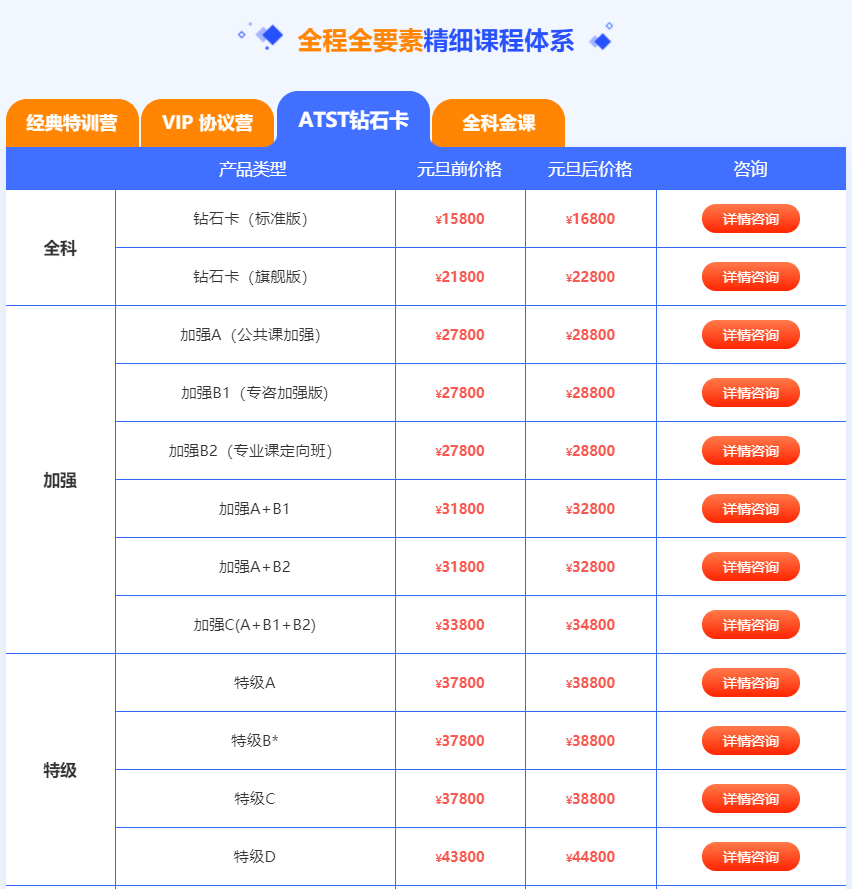 全程全要素精细课程体系
经典特训营 VIP 协议营 ATST钻石卡 全科金课
产品类型 元旦前价格 元旦后价格 咨询
全科
钻石卡（标准版） ¥15800 ¥16800 详情咨询
钻石卡（旗舰版） ¥21800 ¥22800 详情咨询
加强
加强A（公共课加强） ¥27800 ¥28800 详情咨询
加强B1（专咨加强版) ¥27800 ¥28800 详情咨询
加强B2（专业课定向班） ¥27800 ¥28800 详情咨询
加强A+B1 ¥31800 ¥32800 详情咨询
加强A+B2 ¥31800 ¥32800 详情咨询
加强C(A+B1+B2) ¥33800 ¥34800 详情咨询
特级
特级A ¥37800 ¥38800 详情咨询
特级B* ¥37800 ¥38800 详情咨询
特级C ¥37800 ¥38800 详情咨询
特级D ¥43800 ¥44800 详情咨询